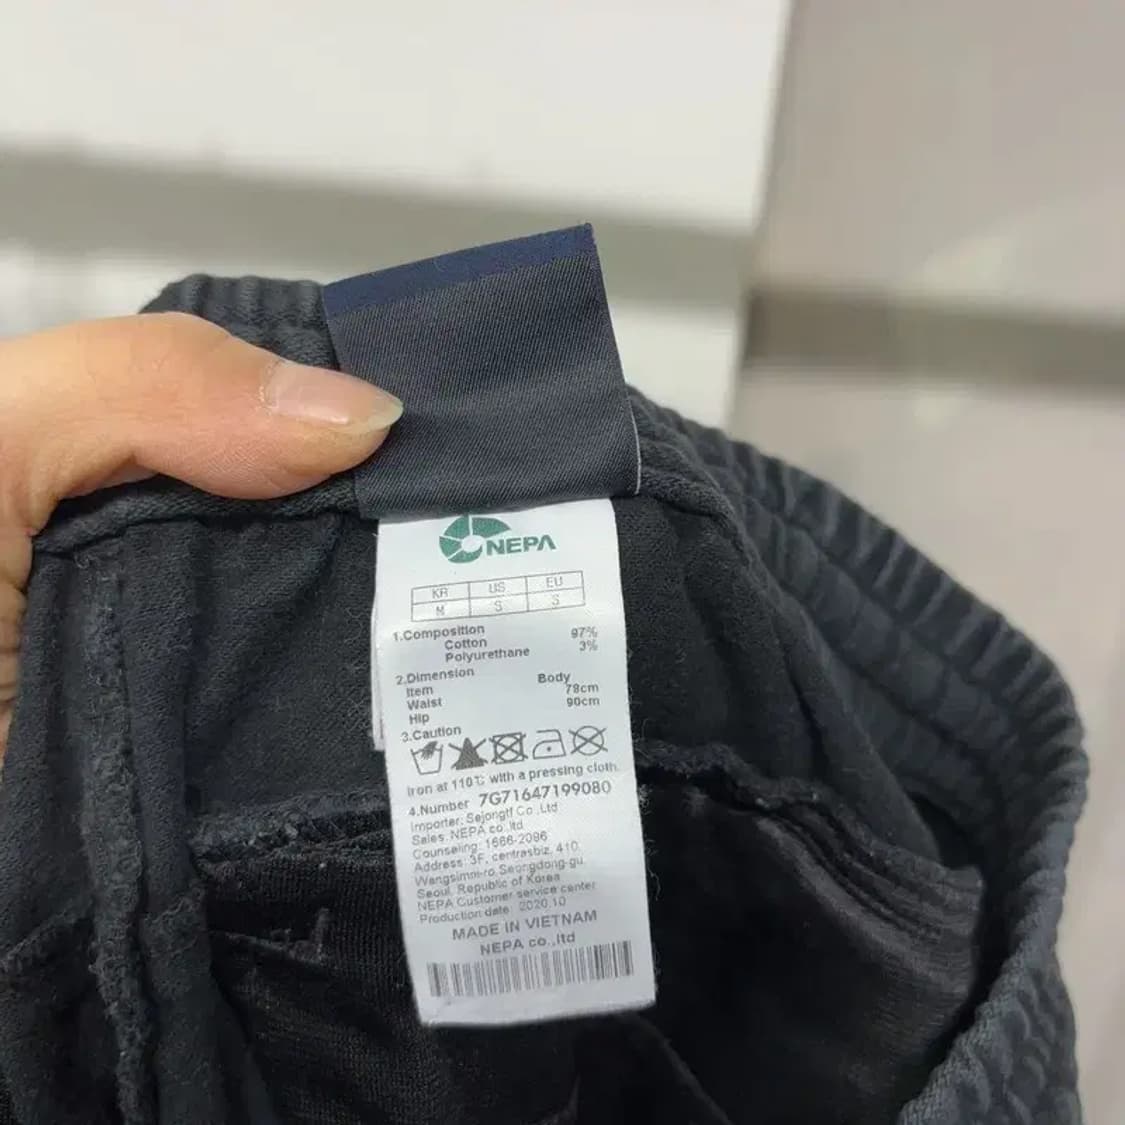 NEPA
KR US EU
M S S
1.Composition
Cotton 97%
Polyurethane 3%
2.Dimension
Item Body
Waist 78cm
Hip 90cm
3.Caution
Iron at 110℃ with a pressing cloth.
4.Number 7G71647199080
Importer: Sejongtf Co.,Ltd
Sales: NEPA co.,ltd
Counseling: 1666-2096
Address: 3F, centrasbiz, 410,
Wangsimni-ro, Seongdong-gu,
Seoul, Republic of Korea
NEPA Customer service center
Production date: 2020.10
MADE IN VIETNAM
NEPA co.,ltd